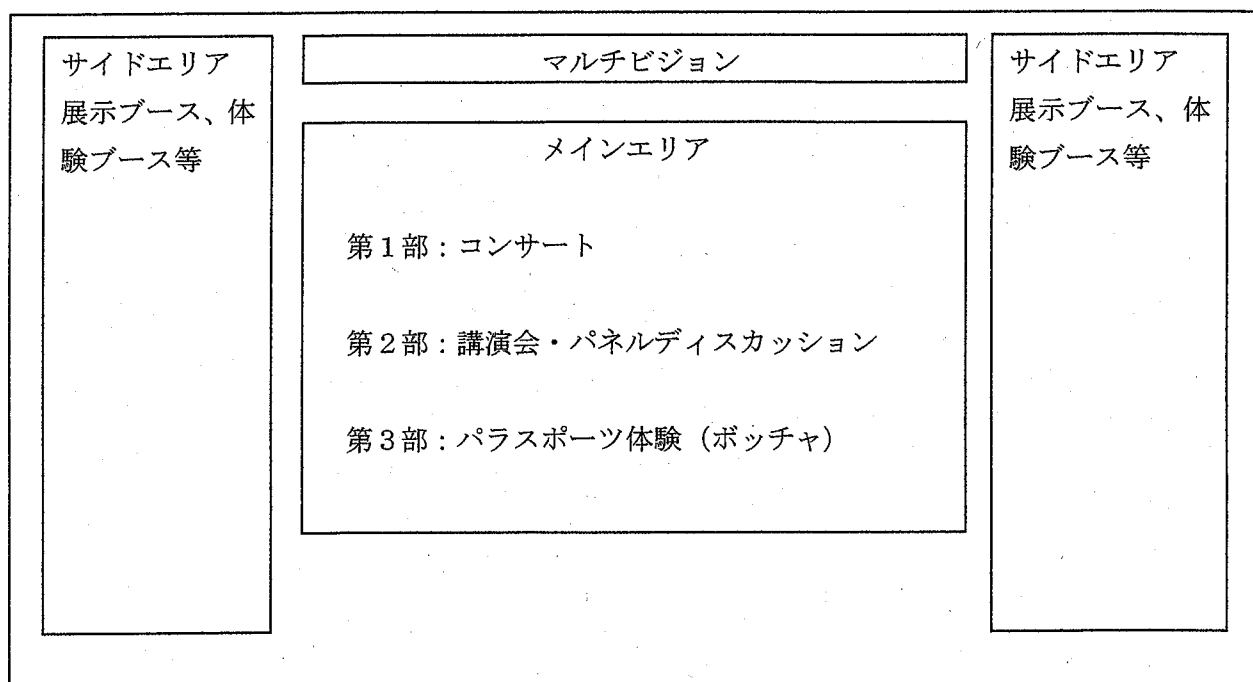 サイドエリア
展示ブース、体
験ブース等
マルチビジョン
メインエリア
第1部：コンサート
第2部：講演会・パネルディスカッション
第3部：パラスポーツ体験（ボッチャ）
サイドエリア
展示ブース、体
験ブース等